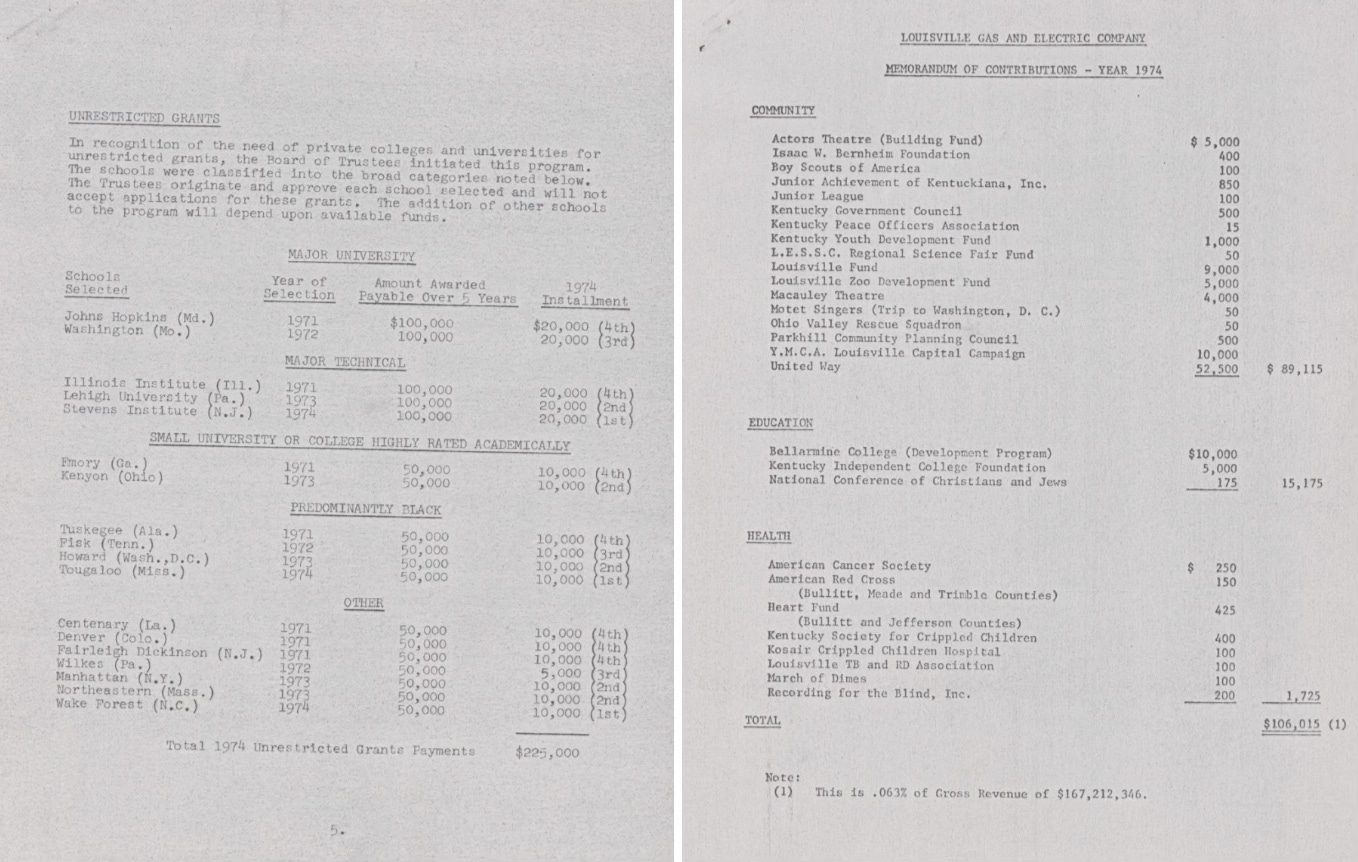 UNRESTRICTED GRANTS
In recognition of the need of private colleges and universities for
unrestricted grants, the Board of Trustees initiated this program.
The schools were classified into the broad categories noted below.
The Trustees originate and approve each school selected and will not
accept applications for these grants. The addition of other schools
to the program will depend upon available funds.
MAJOR UNIVERSITY
Schools Year of Amount Awarded 1974
Selected Selection Payable Over 5 Years Installment
Johns Hopkins (Md.) 1971 $100,000 $20,000 (4th)
Washington (Mo.) 1972 100,000 20,000 (3rd)
MAJOR TECHNICAL
Illinois Institute (Ill.) 1971 100,000 20,000 (4th)
Lehigh University (Pa.) 1973 100,000 20,000 (2nd)
Stevens Institute (N.J.) 1974 100,000 20,000 (1st)
SMALL UNIVERSITY OR COLLEGE HIGHLY RATED ACADEMICALLY
Emory (Ga.) 1971 50,000 10,000 (4th)
Kenyon (Ohio) 1973 50,000 10,000 (2nd)
PREDOMINANTLY BLACK
Tuskegee (Ala.) 1971 50,000 10,000 (4th)
Fisk (Tenn.) 1972 50,000 10,000 (3rd)
Howard (Wash.,D.C.) 1973 50,000 10,000 (2nd)
Tougaloo (Miss.) 1974 50,000 10,000 (1st)
OTHER
Centenary (La.) 1971 50,000 10,000 (4th)
Denver (Colo.) 1971 50,000 10,000 (4th)
Fairleigh Dickinson (N.J.) 1971 50,000 10,000 (4th)
Wilkes (Pa.) 1972 50,000 5,000 (3rd)
Manhattan (N.Y.) 1973 50,000 10,000 (2nd)
Northeastern (Mass.) 1973 50,000 10,000 (2nd)
Wake Forest (N.C.) 1974 50,000 10,000 (1st)
Total 1974 Unrestricted Grants Payments $225,000
5.
LOUISVILLE GAS AND ELECTRIC COMPANY
MEMORANDUM OF CONTRIBUTIONS - YEAR 1974
COMMUNITY
Actors Theatre (Building Fund) $ 5,000
Isaac W. Bernheim Foundation 400
Boy Scouts of America 100
Junior Achievement of Kentuckiana, Inc. 850
Junior League 100
Kentucky Government Council 500
Kentucky Peace Officers Association 15
Kentucky Youth Development Fund 1,000
L.E.S.S.C. Regional Science Fair Fund 50
Louisville Fund 9,000
Louisville Zoo Development Fund 5,000
Macauley Theatre 4,000
Motet Singers (Trip to Washington, D. C.) 50
Ohio Valley Rescue Squadron 50
Parkhill Community Planning Council 500
Y.M.C.A. Louisville Capital Campaign 10,000
United Way 52,500 $ 89,115
EDUCATION
Bellarmine College (Development Program) $10,000
Kentucky Independent College Foundation 5,000
National Conference of Christians and Jews 175 15,175
HEALTH
American Cancer Society $ 250
American Red Cross 150
(Bullitt, Meade and Trimble Counties)
Heart Fund 425
(Bullitt and Jefferson Counties)
Kentucky Society for Crippled Children 400
Kosair Crippled Children Hospital 100
Louisville TB and RD Association 100
March of Dimes 100
Recording for the Blind, Inc. 200 1,725
TOTAL $106,015 (1)
Note:
(1) This is .063% of Gross Revenue of $167,212,346.